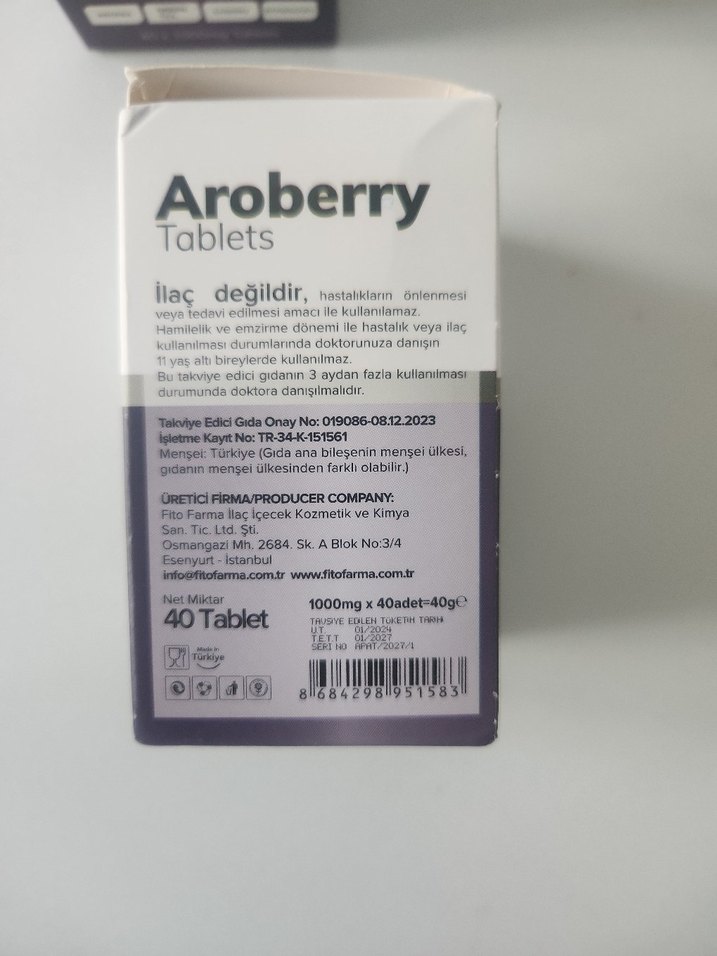 Aroberry
Tablets
İlaç değildir, hastalıkların önlenmesi
veya tedavi edilmesi amacı ile kullanılamaz.
Hamilelik ve emzirme dönemi ile hastalık veya ilaç
kullanılması durumlarında doktorunuza danışın
11 yaş altı bireylerde kullanılmaz.
Bu takviye edici gıdanın 3 aydan fazla kullanılması
durumunda doktora danışılmalıdır.
Takviye Edici Gıda Onay No: 019086-08.12.2023
İşletme Kayıt No: TR-34-K-151561
Menşei: Türkiye (Gıda ana bileşenin menşei ülkesi,
gıdanın menşei ülkesinden farklı olabilir.)
ÜRETİCİ FİRMA/PRODUCER COMPANY:
Fito Farma İlaç İçecek Kozmetik ve Kimya
San. Tic. Ltd. Şti.
Osmangazi Mh. 2684. Sk. A Blok No:3/4
Esenyurt - İstanbul
info@fitofarma.com.tr www.fitofarma.com.tr
Net Miktar
40 Tablet
1000mg x 40adet=40g℮
TAVSİYE EDİLEN TÜKETİM TARİHİ
U.T. 01/2024
T.E.T.T 01/2027
SERI NO APAT/2027/1
Made in
Türkiye
8 684298 951583